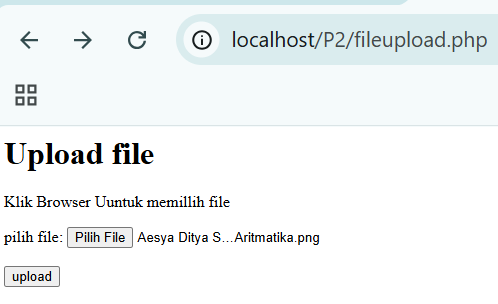 localhost/P2/fileupload.php
Upload file
Klik Browser Uuntuk memillih file
pilih file: Pilih File Aesya Ditya S...Aritmatika.png
upload